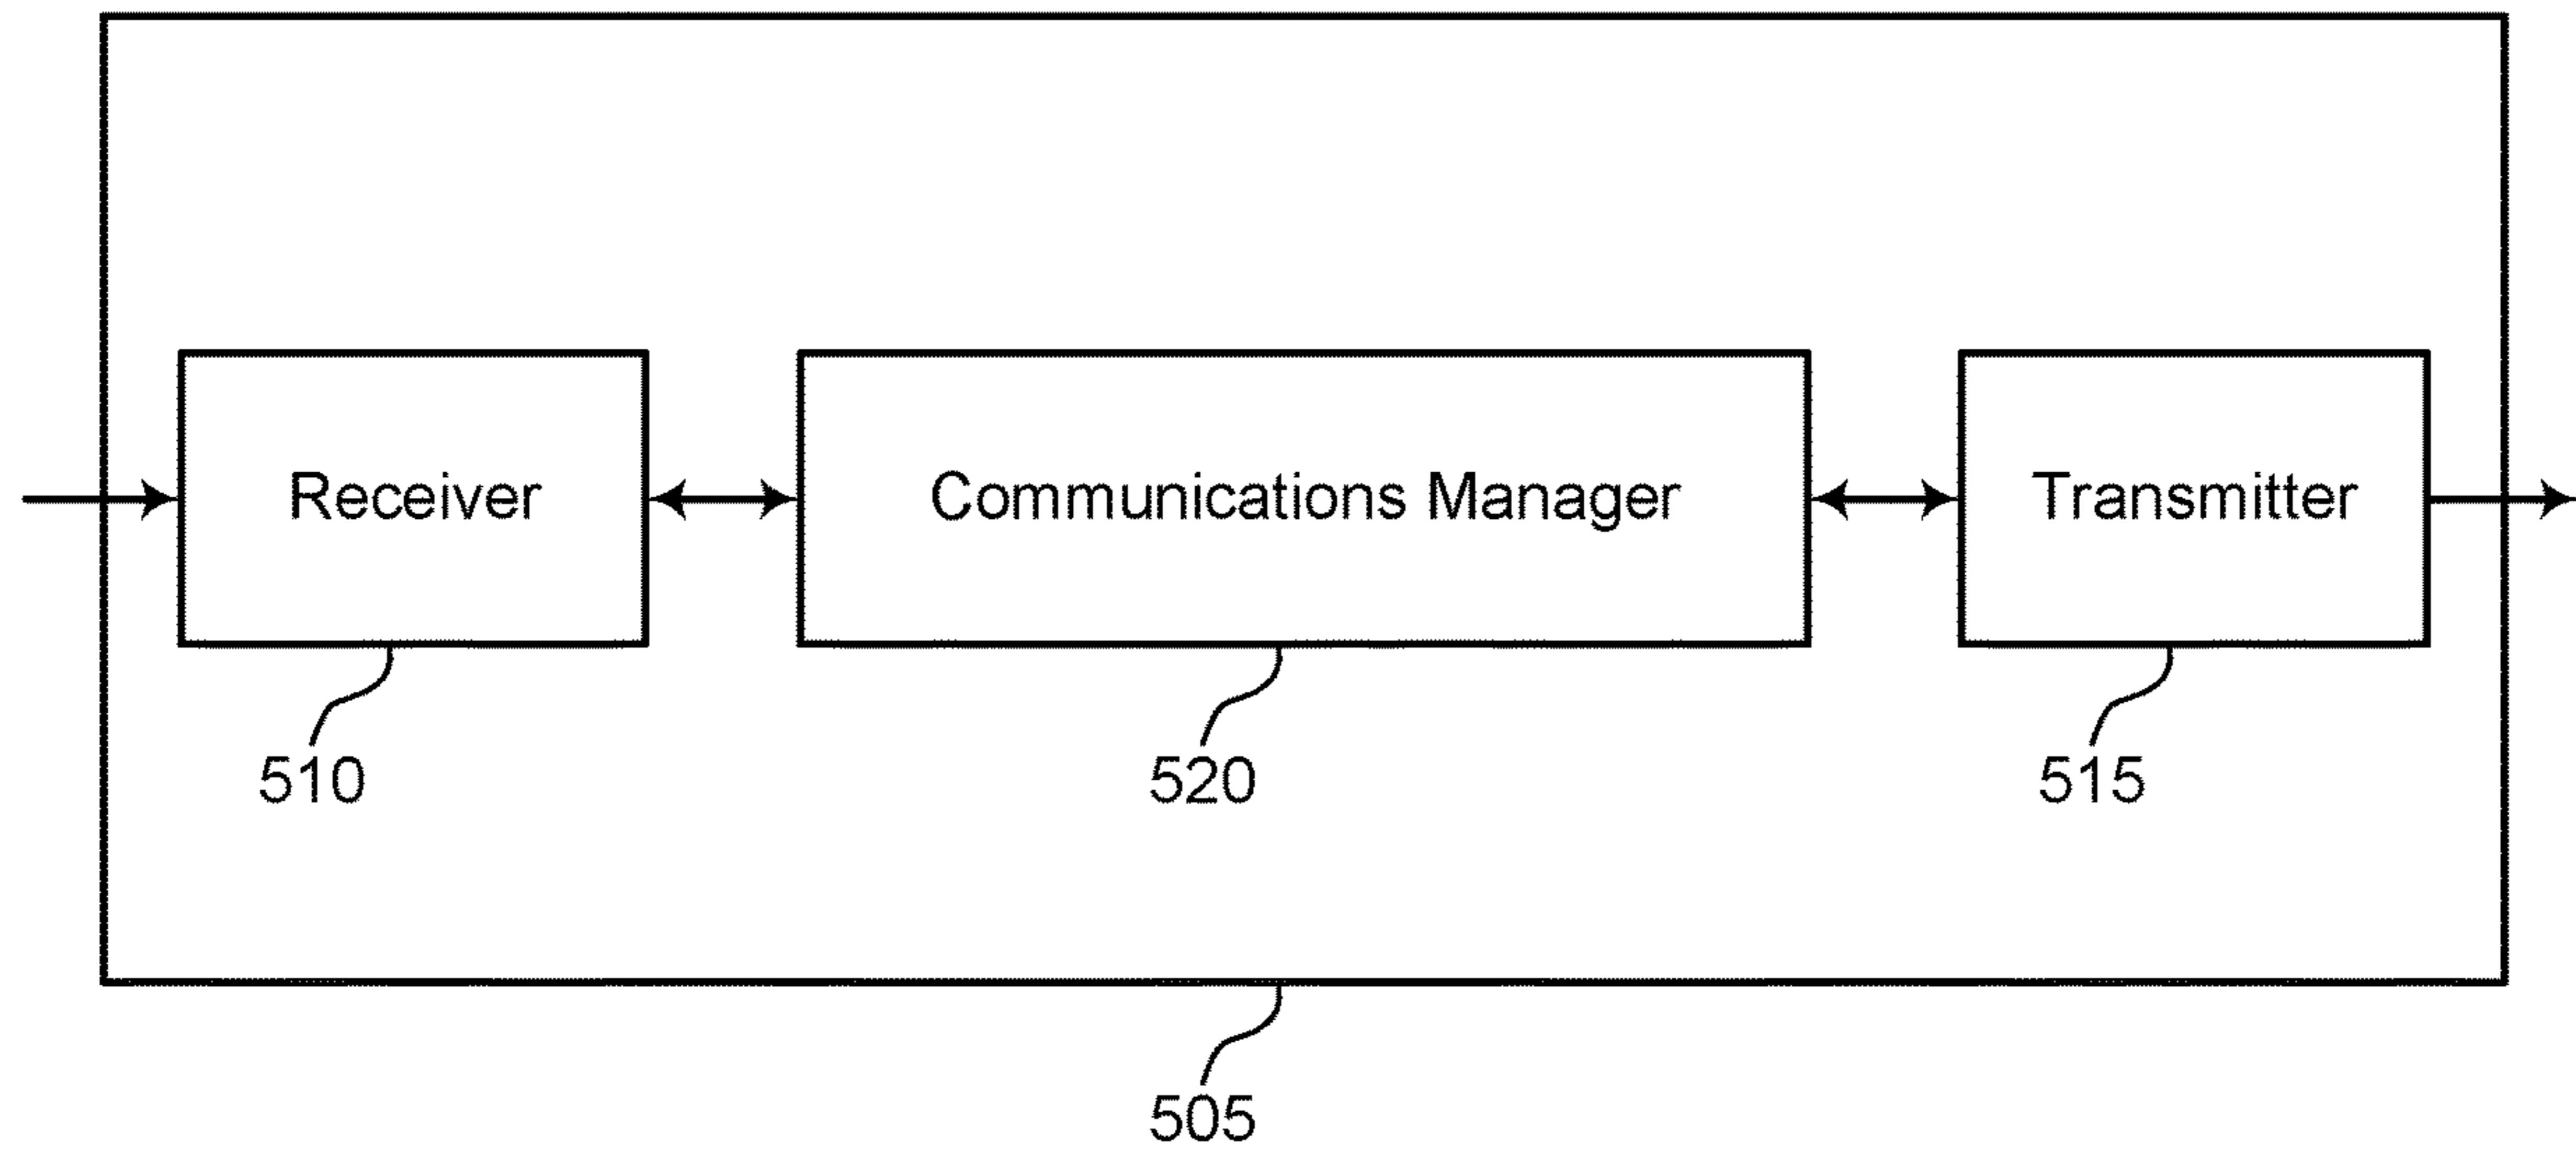 Receiver
Communications Manager
Transmitter
510
520
515
505